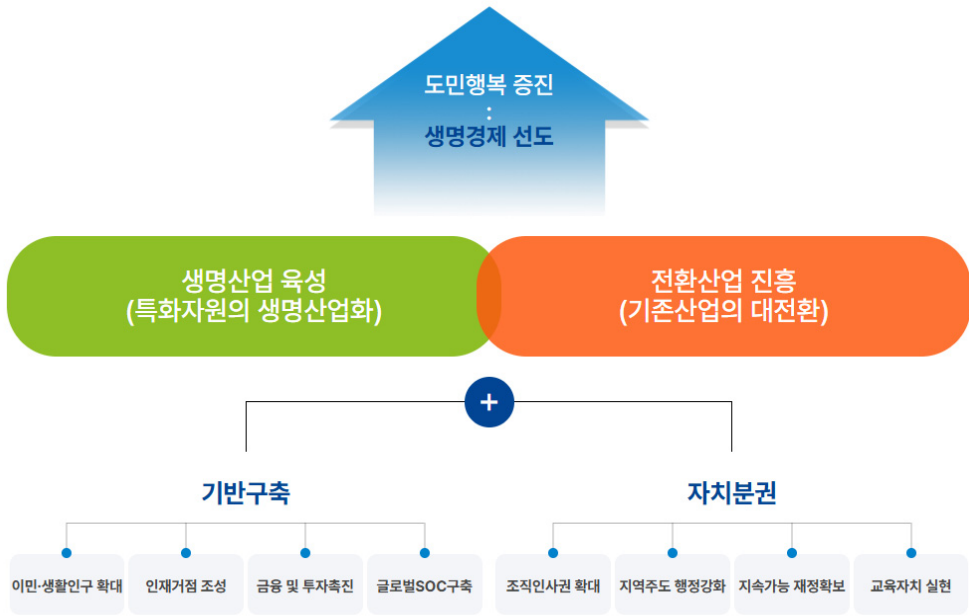 도민행복 증진
:
생명경제 선도
생명산업 육성
(특화자원의 생명산업화)
전환산업 진흥
(기존산업의 대전환)
+
기반구축
자치분권
이민·생활인구 확대
인재거점 조성
금융 및 투자촉진
글로벌SOC구축
조직인사권 확대
지역주도 행정강화
지속가능 재정확보
교육자치 실현